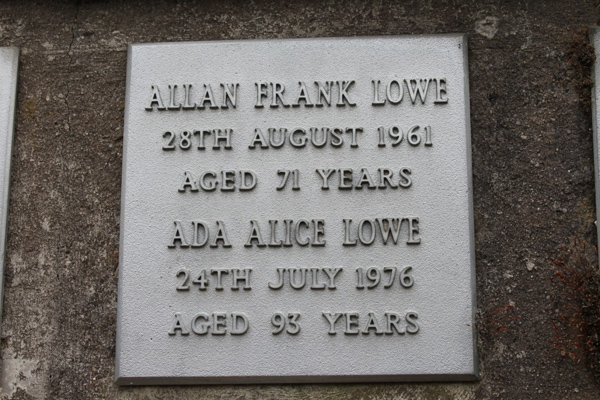 ALLAN FRANK LOWE
28TH AUGUST 1961
AGED 71 YEARS
ADA ALICE LOWE
24TH JULY 1976
AGED 93 YEARS